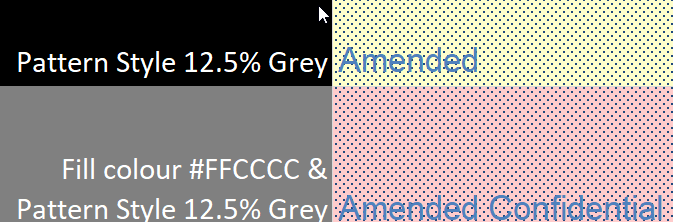 Pattern Style 12.5% Grey
Amended
Fill colour #FFCCCC &
Pattern Style 12.5% Grey
Amended Confidential